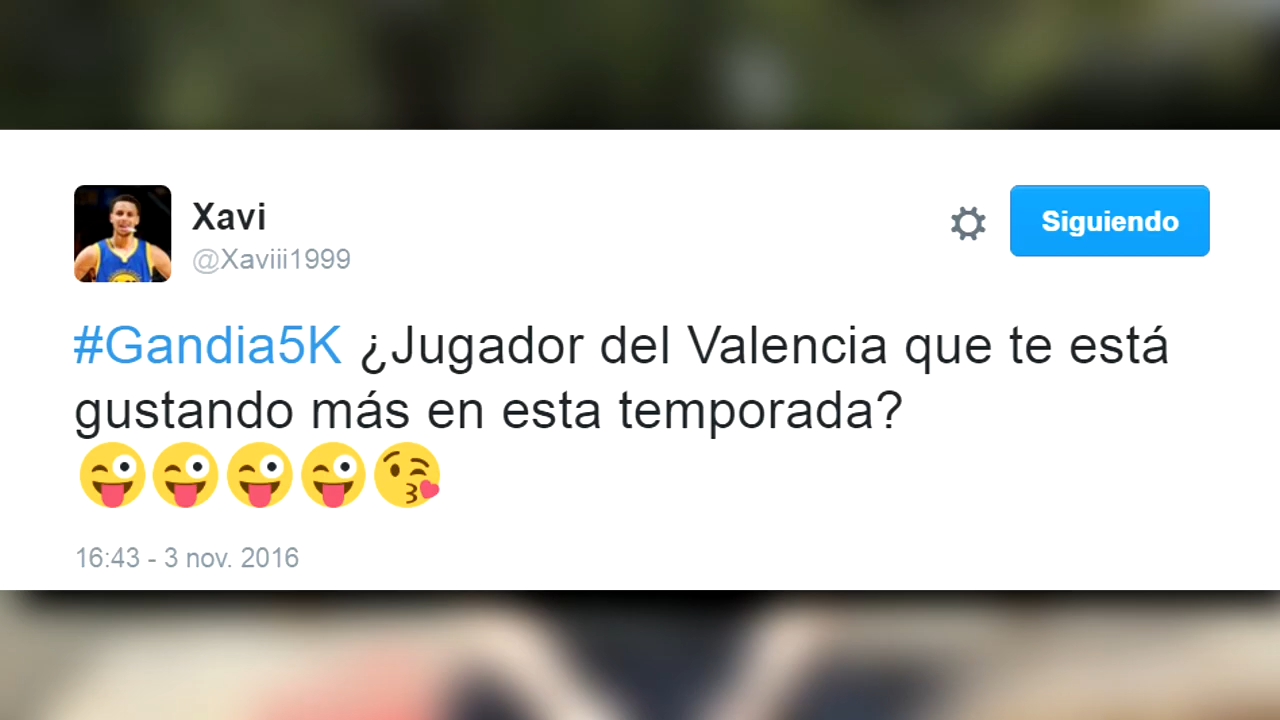 Xavi
@Xaviii1999
Siguiendo
#Gandia5K ¿Jugador del Valencia que te está
gustando más en esta temporada?
😜😜😜😜😘
16:43 - 3 nov. 2016